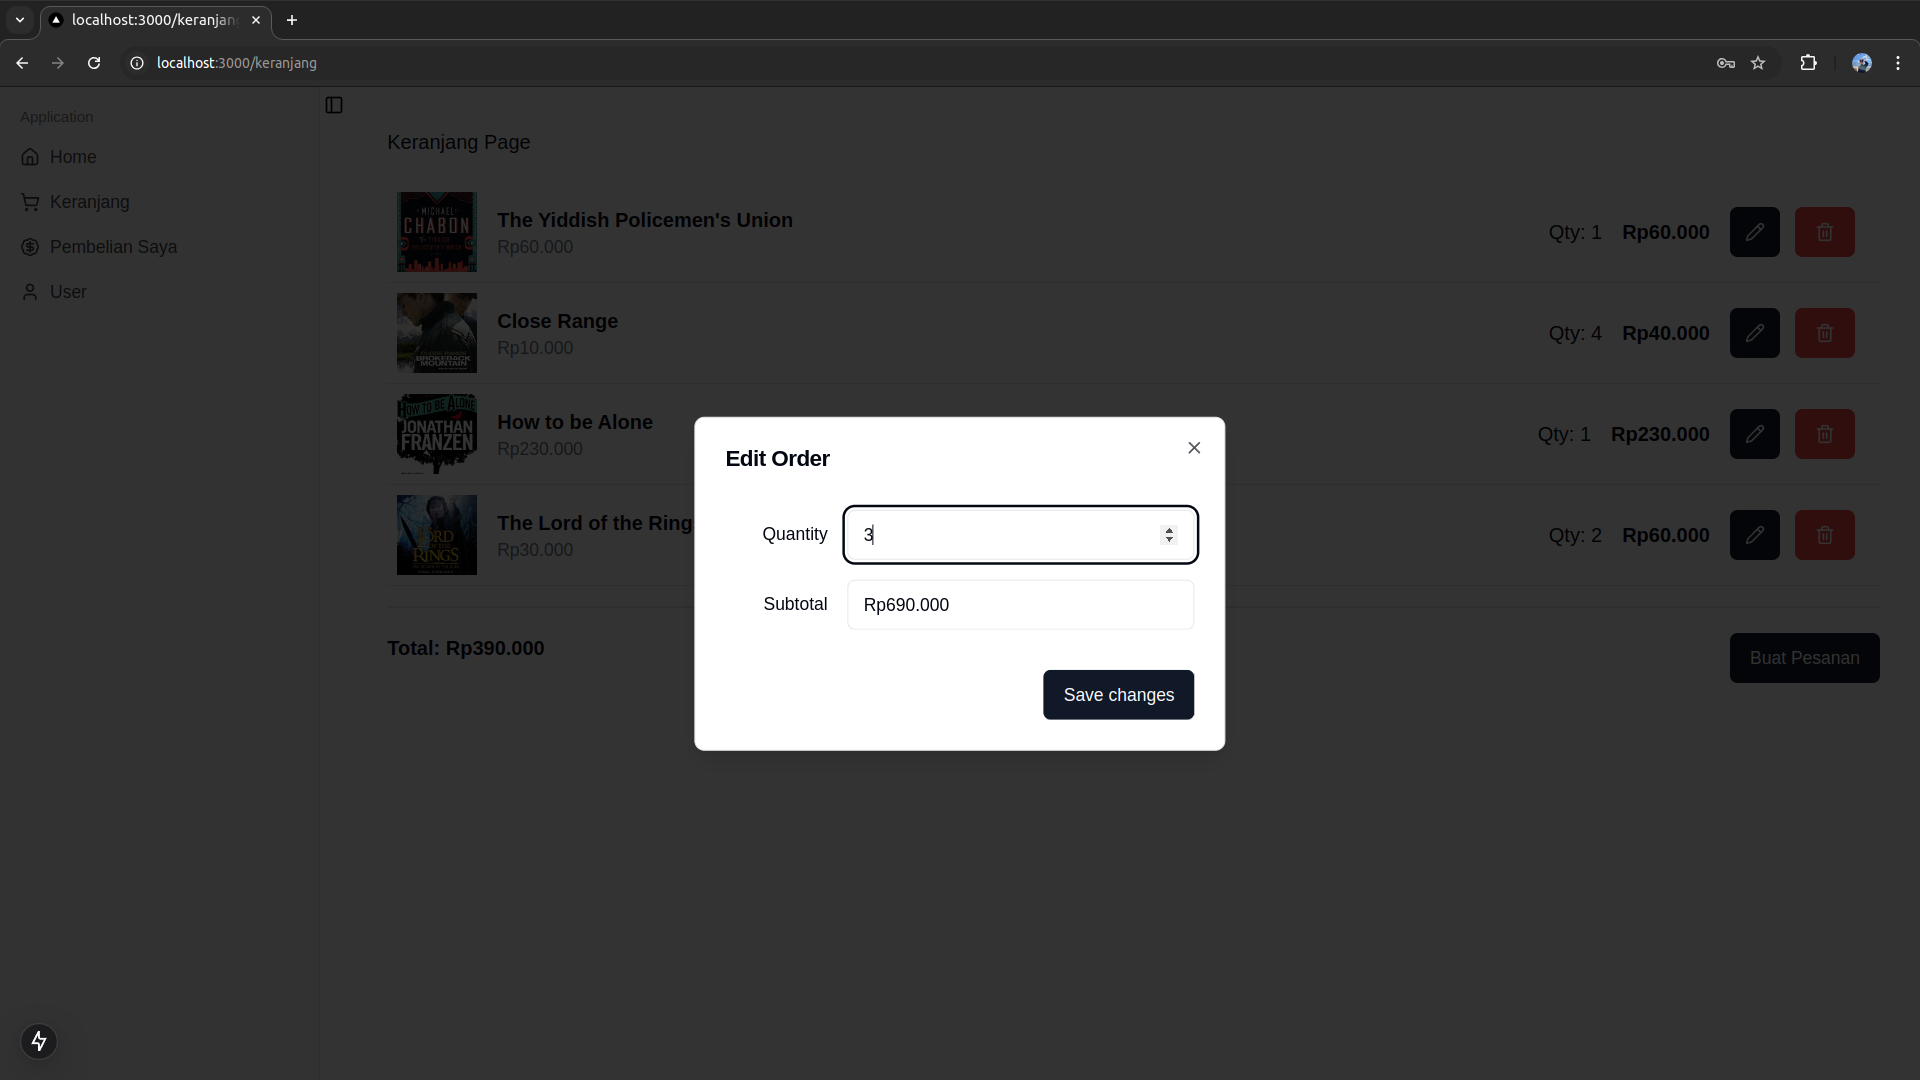 localhost:3000/keranjan
localhost:3000/keranjang
Application
Home
Keranjang
Pembelian Saya
User
Keranjang Page
MICHAEL
CHABON
The Yiddish Policemen's Union
Rp60.000
Qty: 1
Rp60.000
BROKEBACK
MOUNTAIN
Close Range
Rp10.000
Qty: 4
Rp40.000
HOW TO BE ALONE
JONATHAN
FRANZEN
How to be Alone
Rp230.000
Qty: 1
Rp230.000
LORD
RINGS
The Lord of the Ring
Rp30.000
Qty: 2
Rp60.000
Total: Rp390.000
Buat Pesanan
Edit Order
Quantity
3
Subtotal
Rp690.000
Save changes